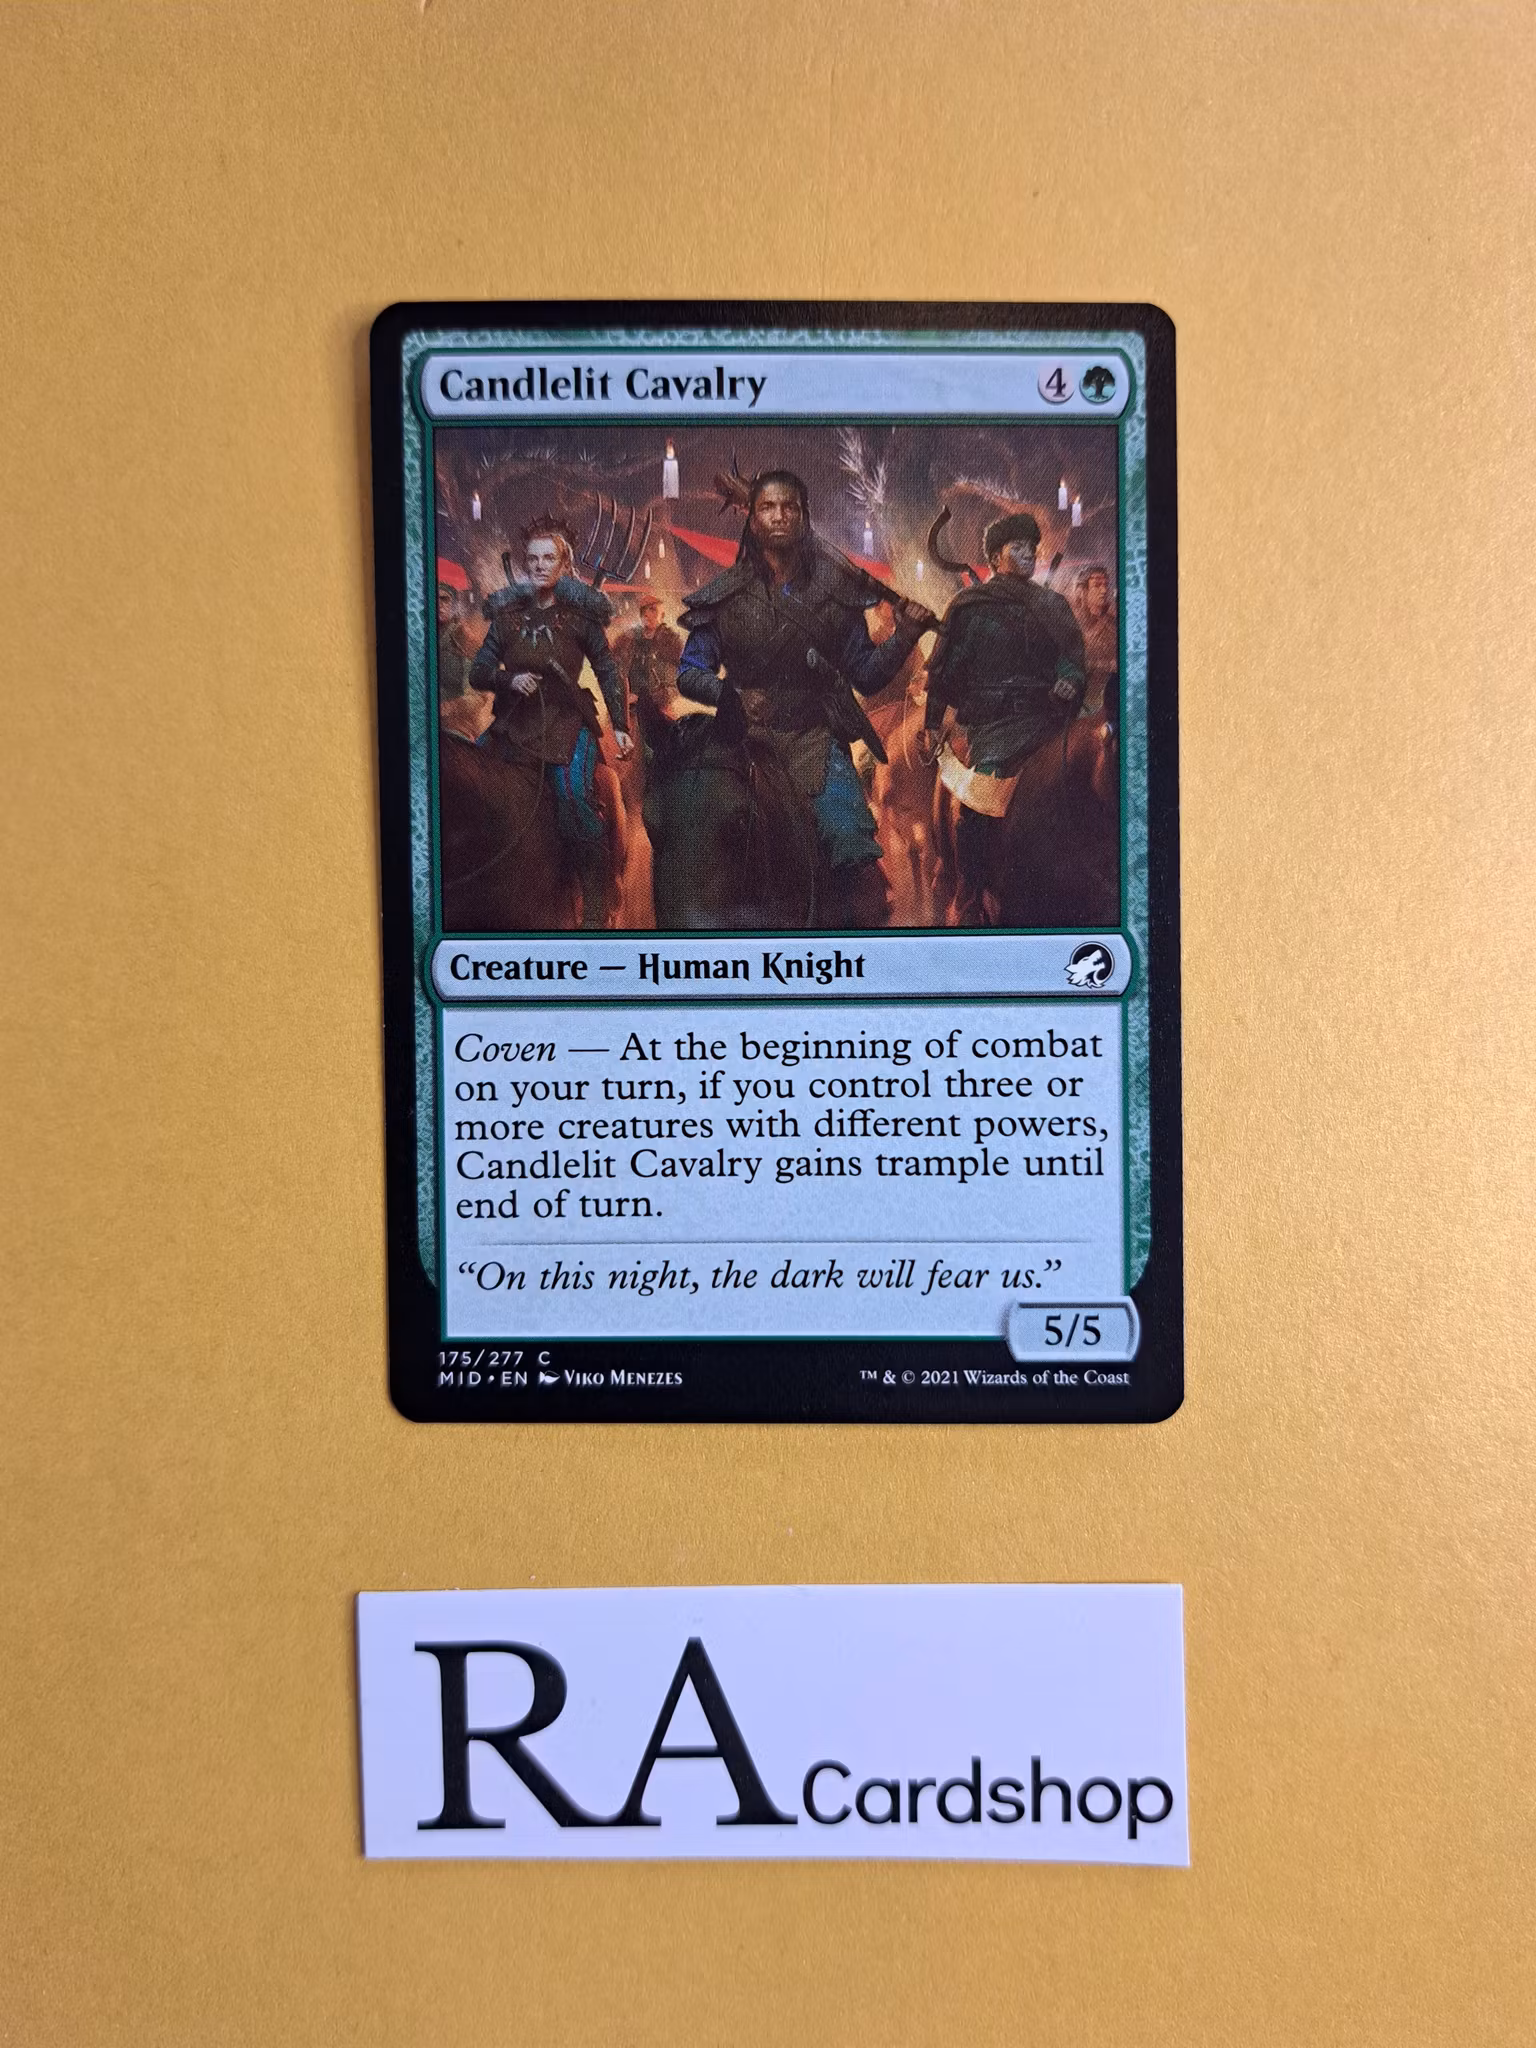 Candlelit Cavalry 4
Creature — Human Knight
Coven — At the beginning of combat
on your turn, if you control three or
more creatures with different powers,
Candlelit Cavalry gains trample until
end of turn.
“On this night, the dark will fear us.”
5/5
175/277 C
MID • EN VIKO MENEZES
™ & © 2021 Wizards of the Coast
RA Cardshop